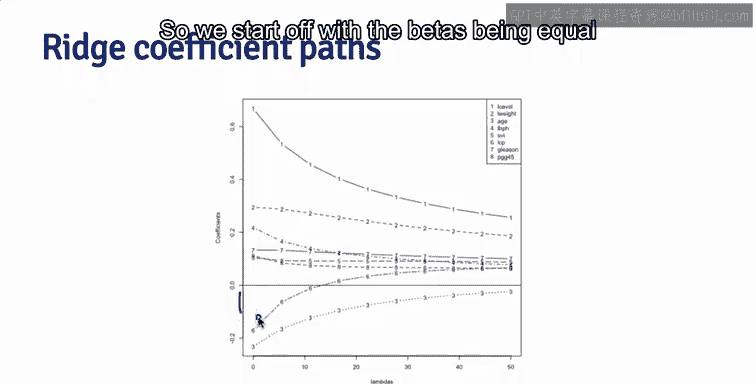 So we start off with the betas being equal
Ridge coefficient paths
1 lcavol
2 lweight
3 age
4 lbph
5 svi
6 lcp
7 gleason
8 pgg45
Coefficients
0.6
0.4
0.2
0.0
-0.2
0 10 20 30 40 50
lambdas